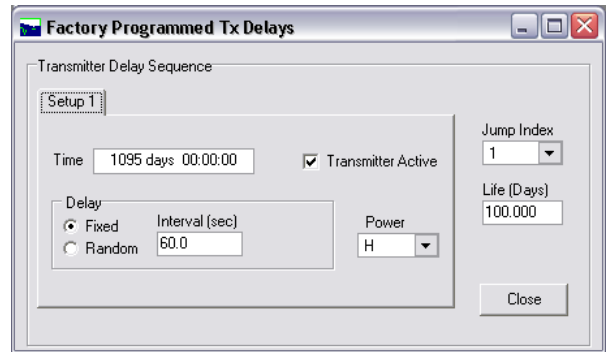 Factory Programmed Tx Delays
Transmitter Delay Sequence
Setup 1
Time 1095 days 00:00:00
Transmitter Active
Delay
Fixed
Random
Interval (sec)
60.0
Power
H
Jump Index
1
Life (Days)
100.000
Close